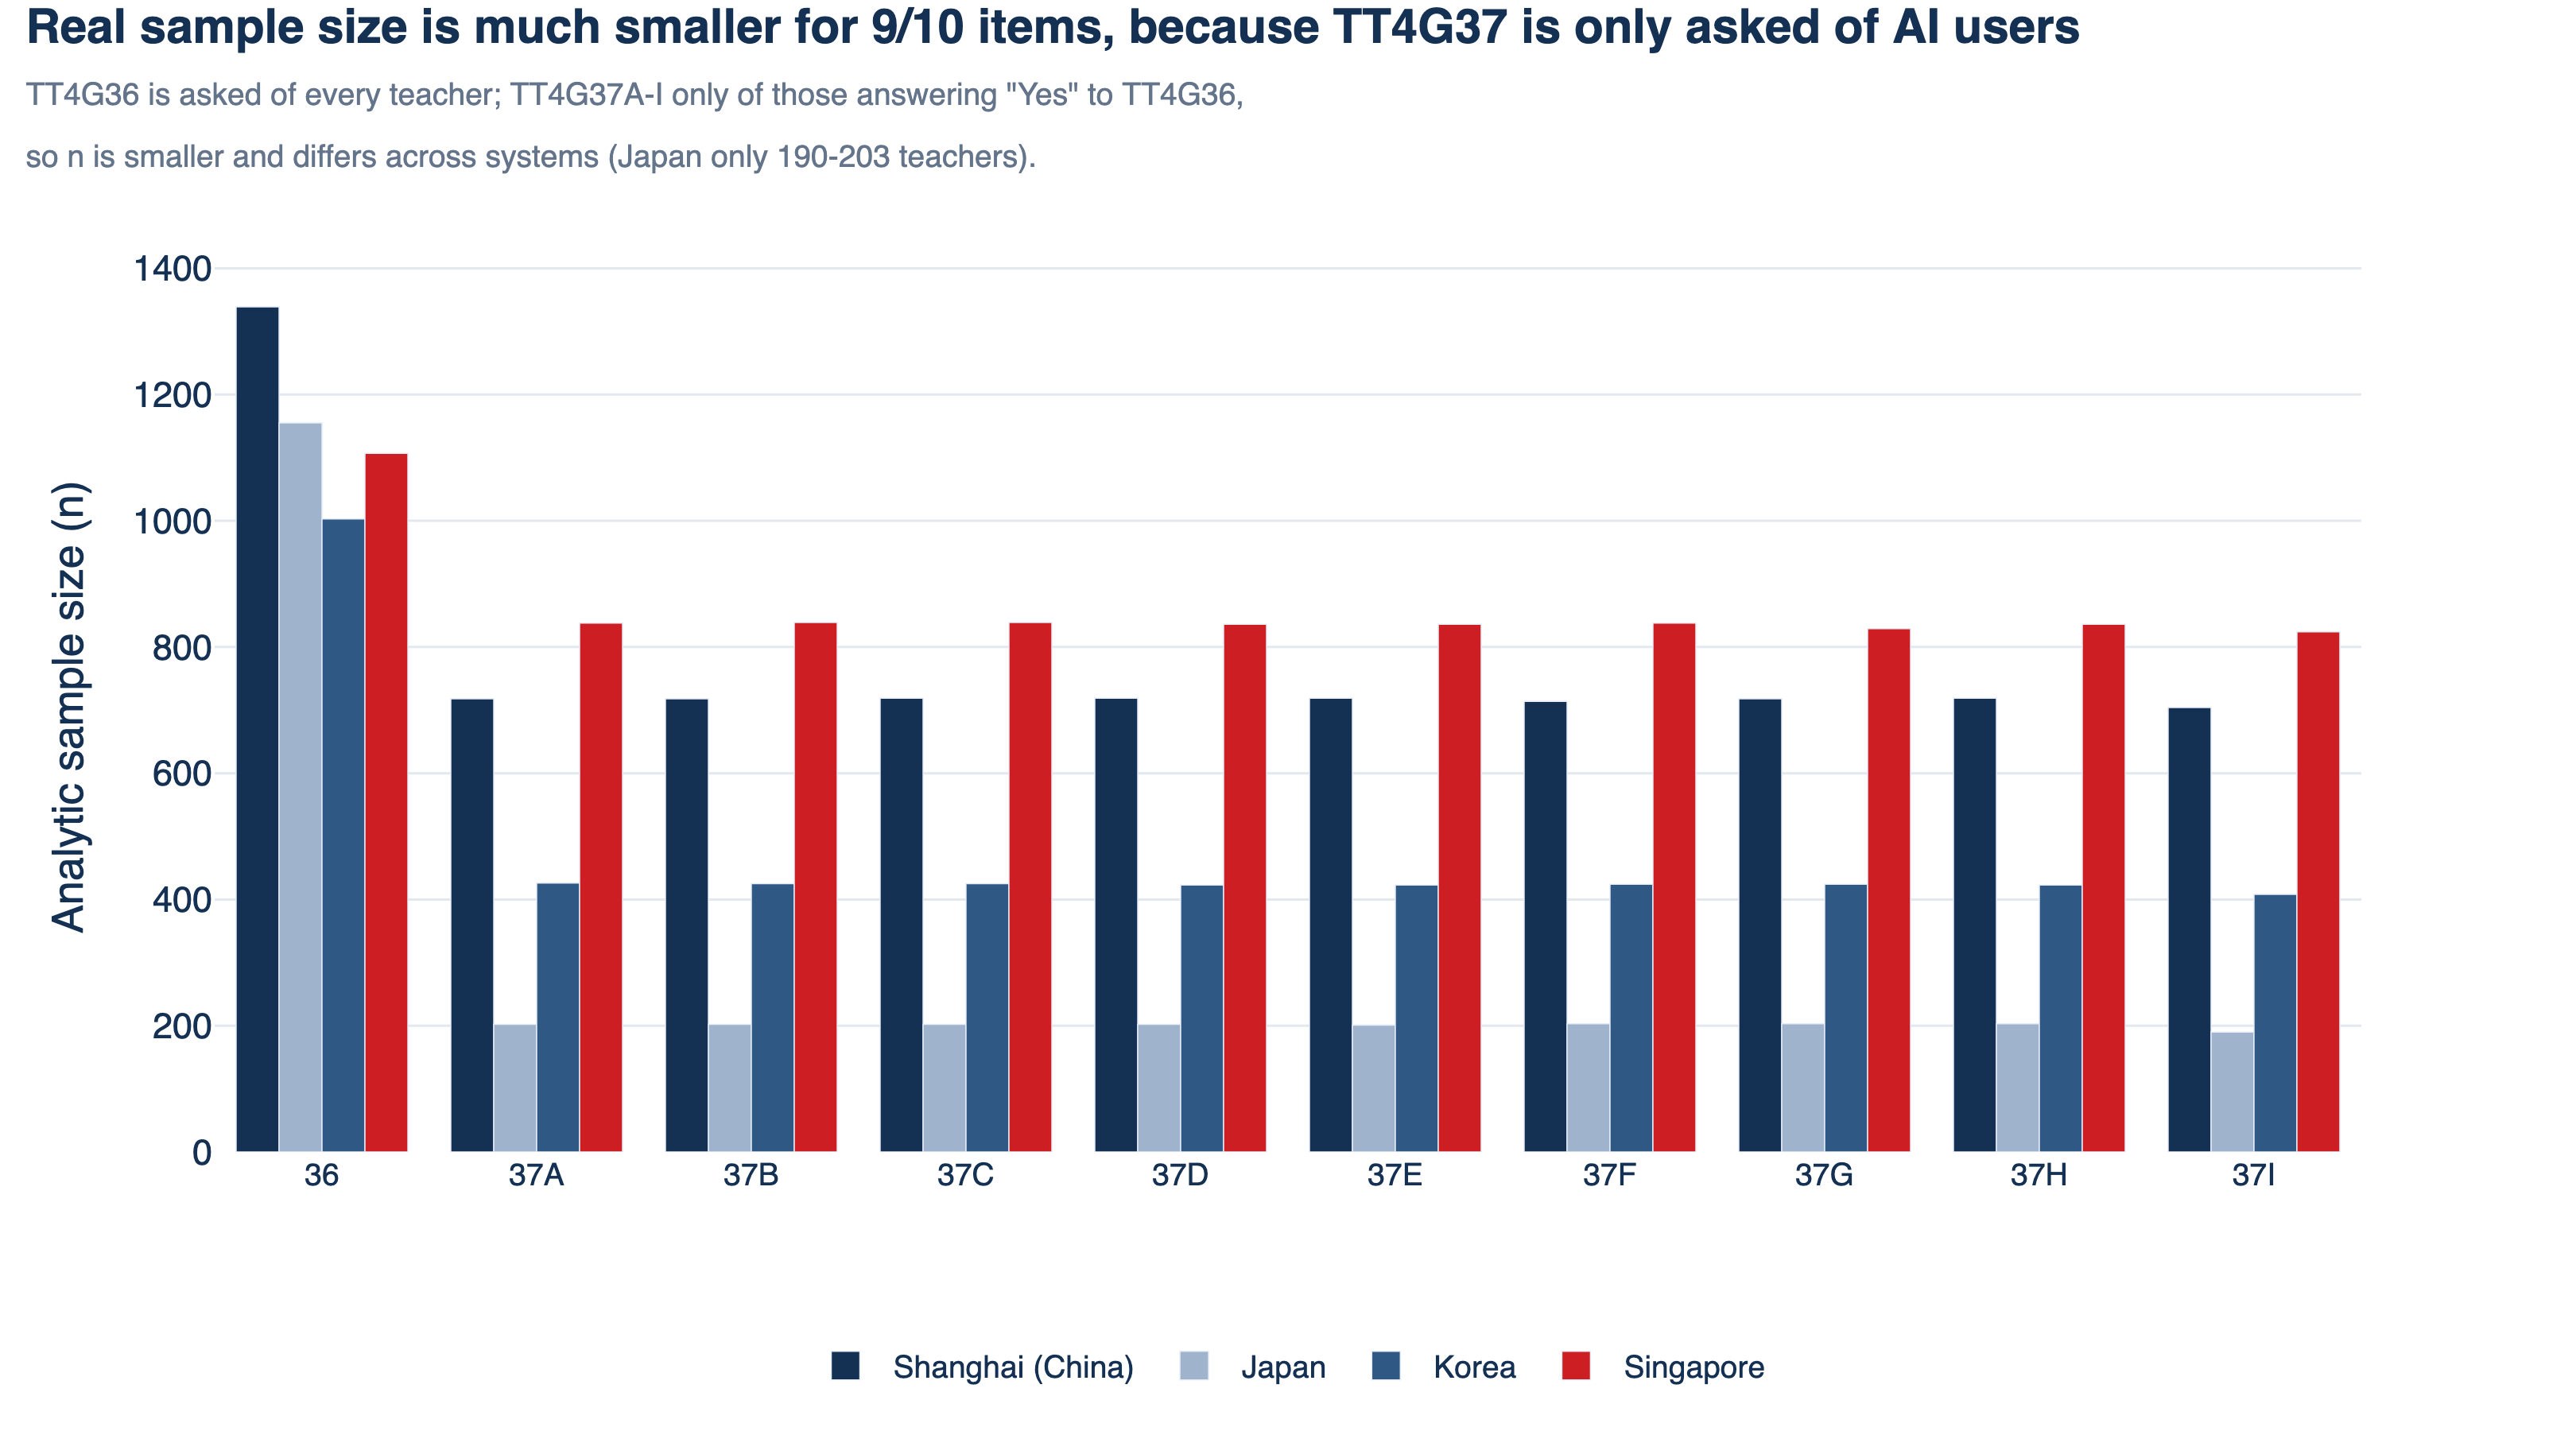 Real sample size is much smaller for 9/10 items, because TT4G37 is only asked of AI users
TT4G36 is asked of every teacher; TT4G37A-I only of those answering "Yes" to TT4G36,
so n is smaller and differs across systems (Japan only 190-203 teachers).
Analytic sample size (n)
1400
1200
1000
800
600
400
200
0
36 37A 37B 37C 37D 37E 37F 37G 37H 37I
Shanghai (China) Japan Korea Singapore